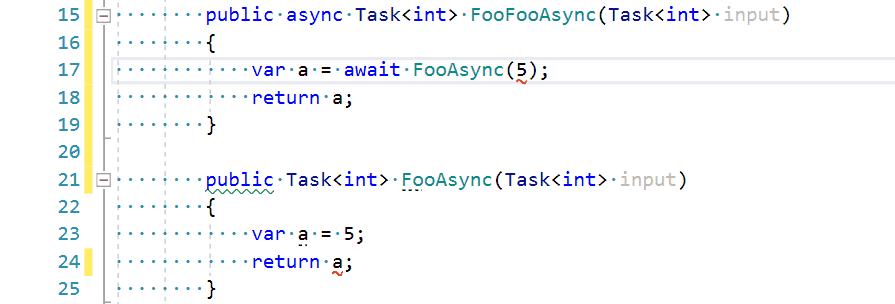 15 public async Task<int> FooFooAsync(Task<int> input)
16 {
17 var a = await FooAsync(5);
18 return a;
19 }
20
21 public Task<int> FooAsync(Task<int> input)
22 {
23 var a = 5;
24 return a;
25 }